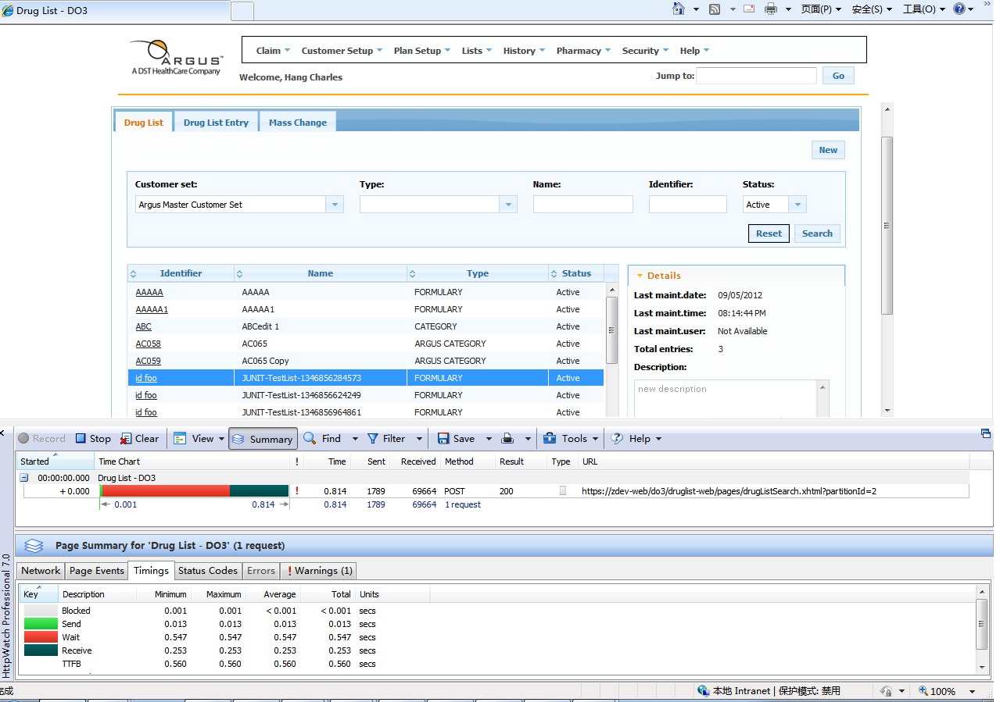 Drug List - DO3
页面(P) 安全(S) 工具(O)
ARGUS
A DST HealthCare Company
Claim Customer Setup Plan Setup Lists History Pharmacy Security Help
Welcome, Hang Charles
Jump to: Go
Drug List Drug List Entry Mass Change
New
Customer set: Type: Name: Identifier: Status:
Argus Master Customer Set Active
Reset Search
Identifier Name Type Status
AAAAA AAAAA FORMULARY Active
AAAAA1 AAAAA1 FORMULARY Active
ABC ABCedit 1 CATEGORY Active
AC058 AC065 ARGUS CATEGORY Active
AC059 AC065 Copy ARGUS CATEGORY Active
id foo JUNIT-TestList-1346856284573 FORMULARY Active
id foo JUNIT-TestList-1346856624249 FORMULARY Active
id foo JUNIT-TestList-1346856964861 FORMULARY Active
Details
Last maint.date: 09/05/2012
Last maint.time: 08:14:44 PM
Last maint.user: Not Available
Total entries: 3
Description:
new description
Record Stop Clear View Summary Find Filter Save Tools Help
Started Time Chart ! Time Sent Received Method Result Type URL
00:00:00.000 Drug List - DO3
+ 0.000 ! 0.814 1789 69664 POST 200 https://zdev-web/do3/druglist-web/pages/drugListSearch.xhtml?partitionId=2
0.001 0.814 0.814 1789 69664 1 request
Page Summary for 'Drug List - DO3' (1 request)
Network Page Events Timings Status Codes Errors ! Warnings (1)
Key Description Minimum Maximum Average Total Units
Blocked 0.001 0.001 < 0.001 < 0.001 secs
Send 0.013 0.013 0.013 0.013 secs
Wait 0.547 0.547 0.547 0.547 secs
Receive 0.253 0.253 0.253 0.253 secs
TTFB 0.560 0.560 0.560 0.560 secs
HttpWatch Professional 7.0
完成
本地 Intranet | 保护模式: 禁用
100%